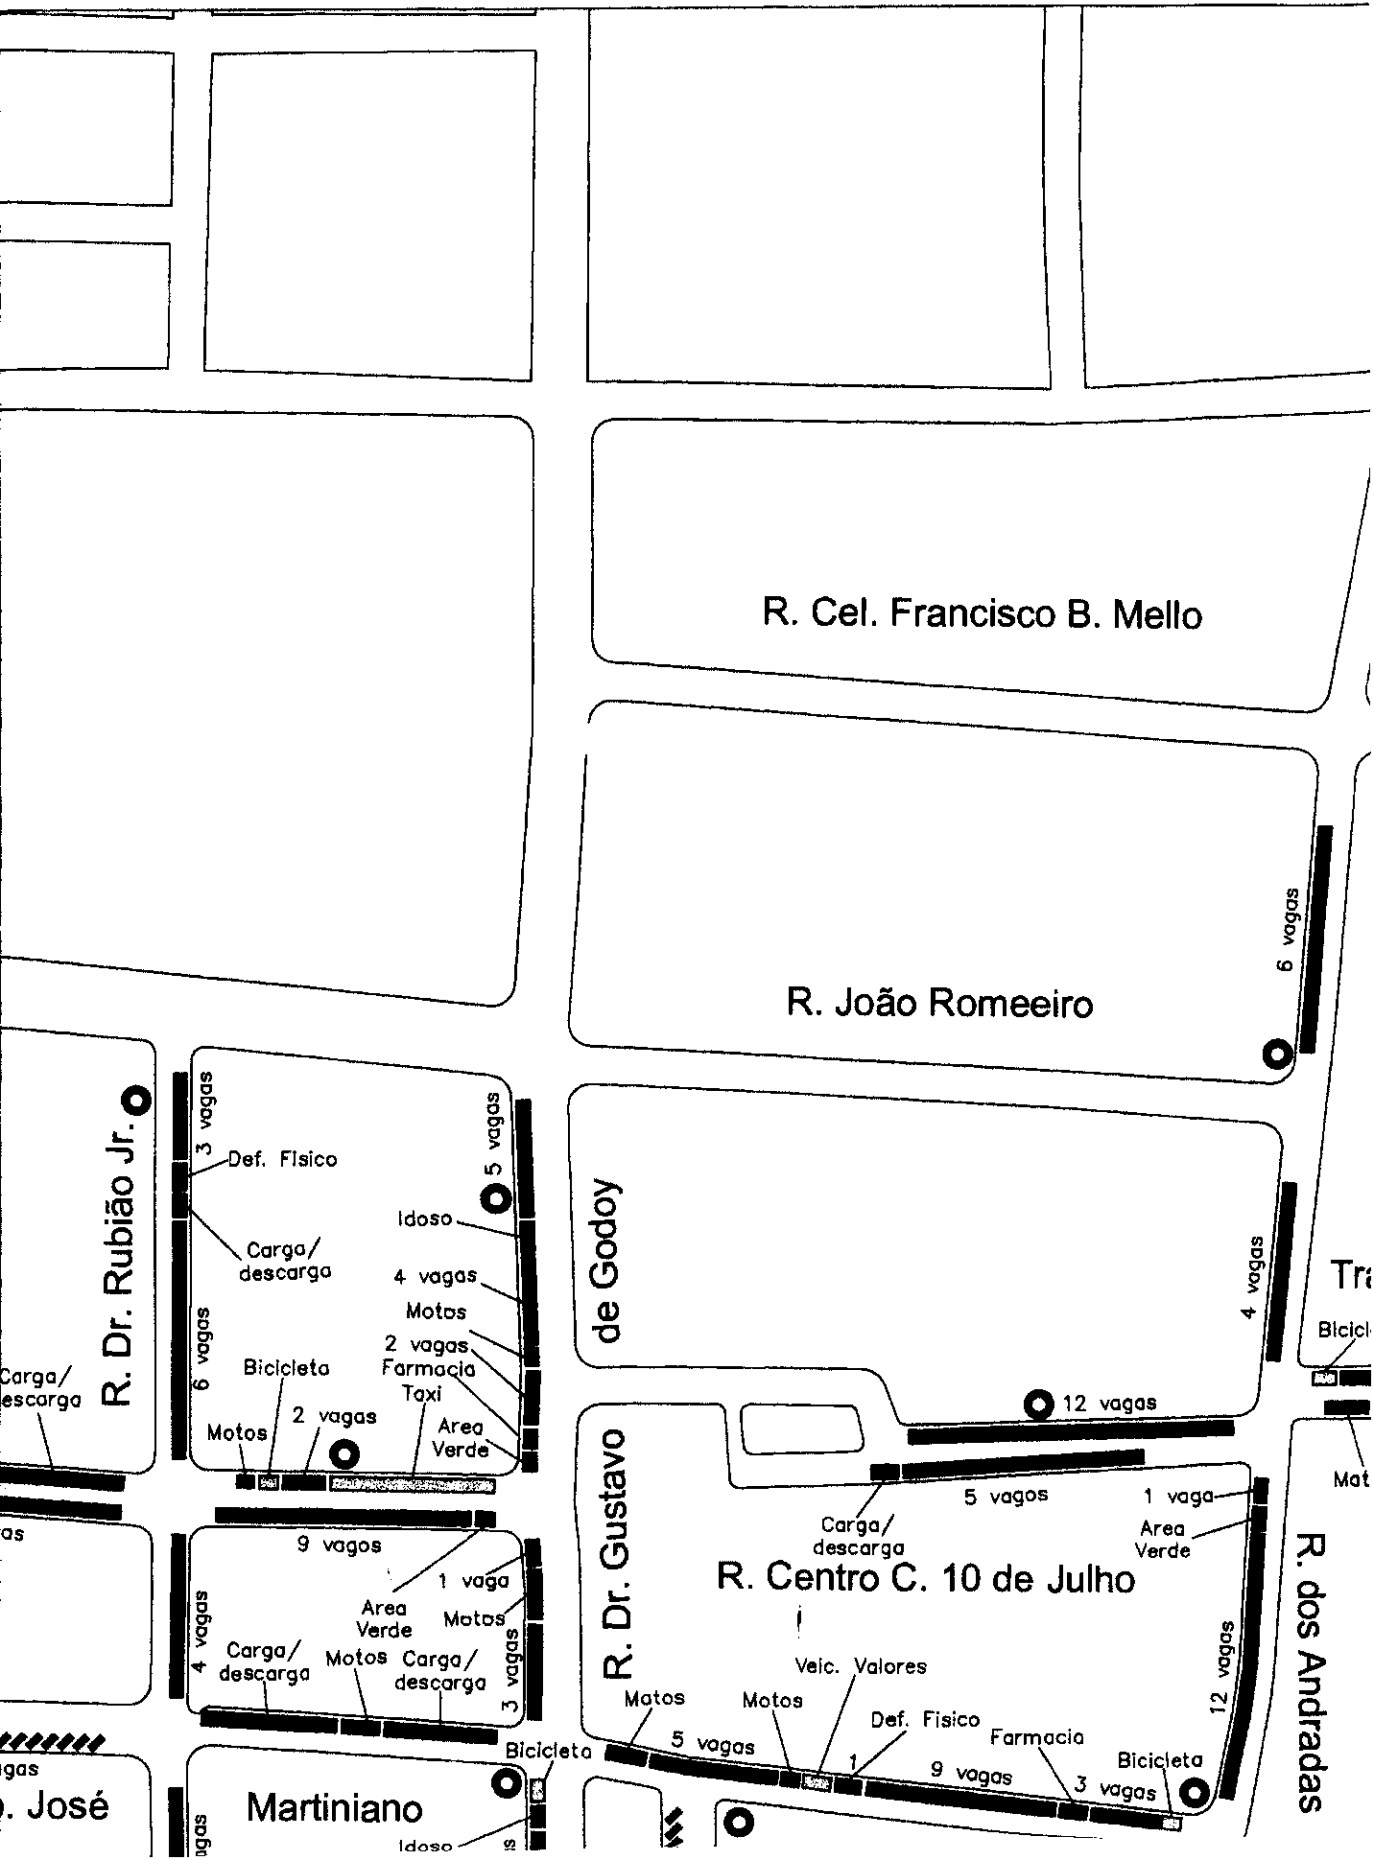 R. Cel. Francisco B. Mello
6 vagas
R. João Romeeiro
3 vagas
5 vagas
Def. Fisico
R. Dr. Rubião Jr.
Idoso
de Godoy
Carga/
descarga
4 vagas
4 vagas
Motos
2 vagas
6 vagas
Bicicleta
Farmacia
Taxi
Carga/
escarga
2 vagas
12 vagas
Motos
Area
Verde
Mat
5 vagos
1 vaga
Carga/
descarga
Area
Verde
R. Dr. Gustavo
9 vagos
R. Centro C. 10 de Julho
R. dos Andradas
1 vaga
Area
Verde
Motos
4 vagas
3 vagas
Carga/
descarga
Motos
Carga/
descarga
Veic. Valores
12 vagas
Matos
Motos
Def. Fisico
5 vagas
Farmacia
Bicicleta
1
9 vagas
3 vagas
Bicicleta
gas
. José
Martiniano
Idoso